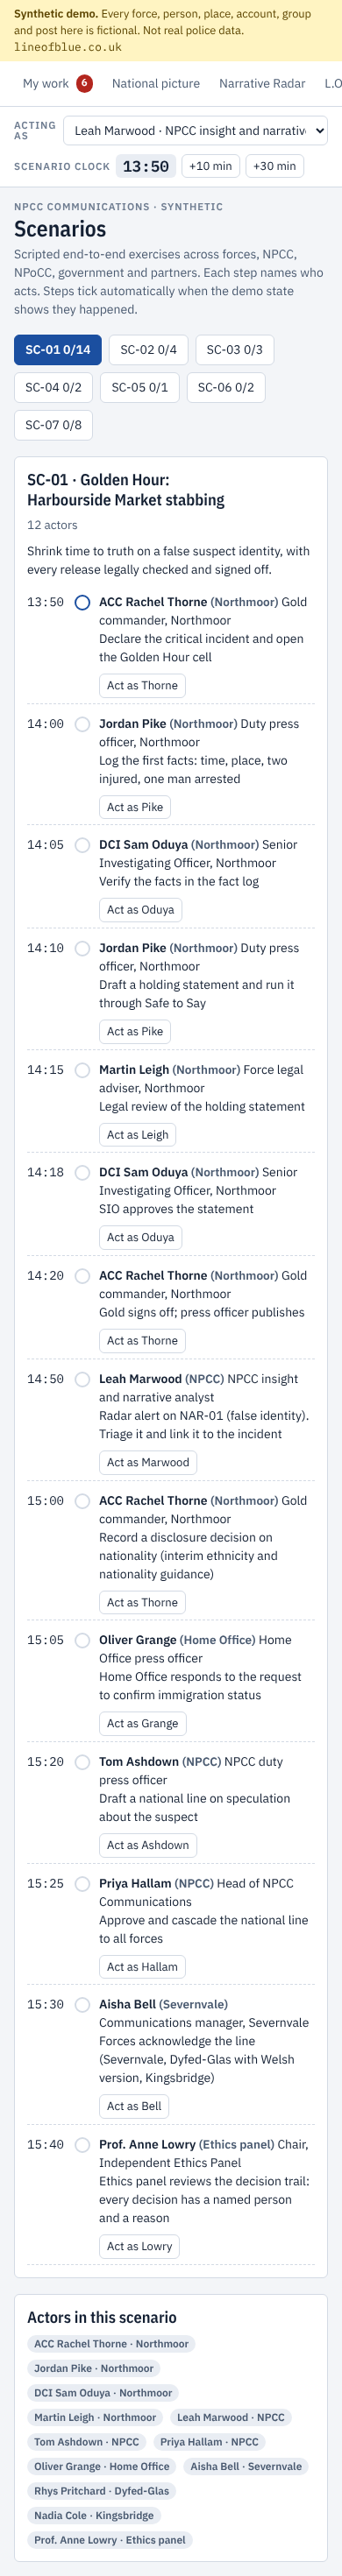 Synthetic demo. Every force, person, place, account, group
and post here is fictional. Not real police data.
lineofblue.co.uk
My work 6 National picture Narrative Radar L.O
ACTING
AS
Leah Marwood · NPCC insight and narrativ
SCENARIO CLOCK 13:50 +10 min +30 min
NPCC COMMUNICATIONS · SYNTHETIC
Scenarios
Scripted end-to-end exercises across forces, NPCC,
NPoCC, government and partners. Each step names who
acts. Steps tick automatically when the demo state
shows they happened.
SC-01 0/14 SC-02 0/4 SC-03 0/3
SC-04 0/2 SC-05 0/1 SC-06 0/2
SC-07 0/8
SC-01 · Golden Hour:
Harbourside Market stabbing
12 actors
Shrink time to truth on a false suspect identity, with
every release legally checked and signed off.
13:50 ACC Rachel Thorne (Northmoor) Gold
commander, Northmoor
Declare the critical incident and open
the Golden Hour cell
Act as Thorne
14:00 Jordan Pike (Northmoor) Duty press
officer, Northmoor
Log the first facts: time, place, two
injured, one man arrested
Act as Pike
14:05 DCI Sam Oduya (Northmoor) Senior
Investigating Officer, Northmoor
Verify the facts in the fact log
Act as Oduya
14:10 Jordan Pike (Northmoor) Duty press
officer, Northmoor
Draft a holding statement and run it
through Safe to Say
Act as Pike
14:15 Martin Leigh (Northmoor) Force legal
adviser, Northmoor
Legal review of the holding statement
Act as Leigh
14:18 DCI Sam Oduya (Northmoor) Senior
Investigating Officer, Northmoor
SIO approves the statement
Act as Oduya
14:20 ACC Rachel Thorne (Northmoor) Gold
commander, Northmoor
Gold signs off; press officer publishes
Act as Thorne
14:50 Leah Marwood (NPCC) NPCC insight
and narrative analyst
Radar alert on NAR-01 (false identity).
Triage it and link it to the incident
Act as Marwood
15:00 ACC Rachel Thorne (Northmoor) Gold
commander, Northmoor
Record a disclosure decision on
nationality (interim ethnicity and
nationality guidance)
Act as Thorne
15:05 Oliver Grange (Home Office) Home
Office press officer
Home Office responds to the request
to confirm immigration status
Act as Grange
15:20 Tom Ashdown (NPCC) NPCC duty
press officer
Draft a national line on speculation
about the suspect
Act as Ashdown
15:25 Priya Hallam (NPCC) Head of NPCC
Communications
Approve and cascade the national line
to all forces
Act as Hallam
15:30 Aisha Bell (Severnvale)
Communications manager, Severnvale
Forces acknowledge the line
(Severnvale, Dyfed-Glas with Welsh
version, Kingsbridge)
Act as Bell
15:40 Prof. Anne Lowry (Ethics panel) Chair,
Independent Ethics Panel
Ethics panel reviews the decision trail:
every decision has a named person
and a reason
Act as Lowry
Actors in this scenario
ACC Rachel Thorne · Northmoor
Jordan Pike · Northmoor
DCI Sam Oduya · Northmoor
Martin Leigh · Northmoor Leah Marwood · NPCC
Tom Ashdown · NPCC Priya Hallam · NPCC
Oliver Grange · Home Office Aisha Bell · Severnvale
Rhys Pritchard · Dyfed-Glas
Nadia Cole · Kingsbridge
Prof. Anne Lowry · Ethics panel